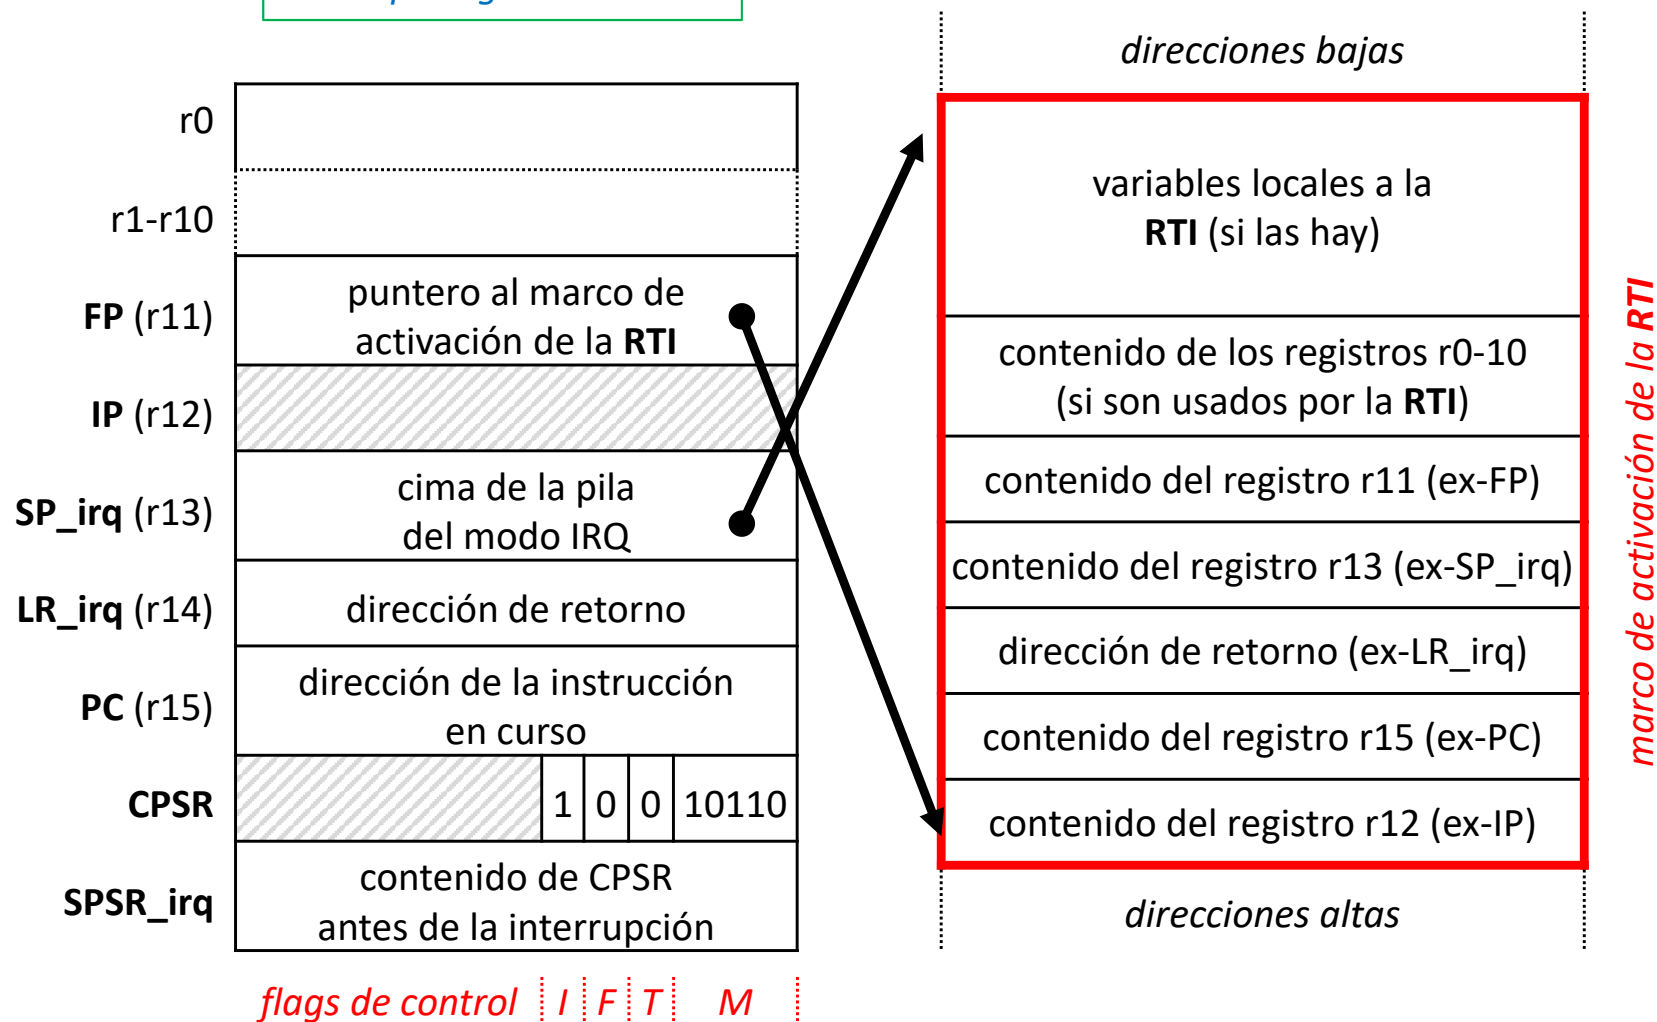 direcciones bajas
r0
r1-r10
FP (r11)
puntero al marco de
activación de la RTI
IP (r12)
SP_irq (r13)
cima de la pila
del modo IRQ
LR_irq (r14)
dirección de retorno
PC (r15)
dirección de la instrucción
en curso
CPSR
1 0 0 10110
SPSR_irq
contenido de CPSR
antes de la interrupción
flags de control I F T M
variables locales a la
RTI (si las hay)
contenido de los registros r0-10
(si son usados por la RTI)
contenido del registro r11 (ex-FP)
contenido del registro r13 (ex-SP_irq)
dirección de retorno (ex-LR_irq)
contenido del registro r15 (ex-PC)
contenido del registro r12 (ex-IP)
direcciones altas
marco de activación de la RTI